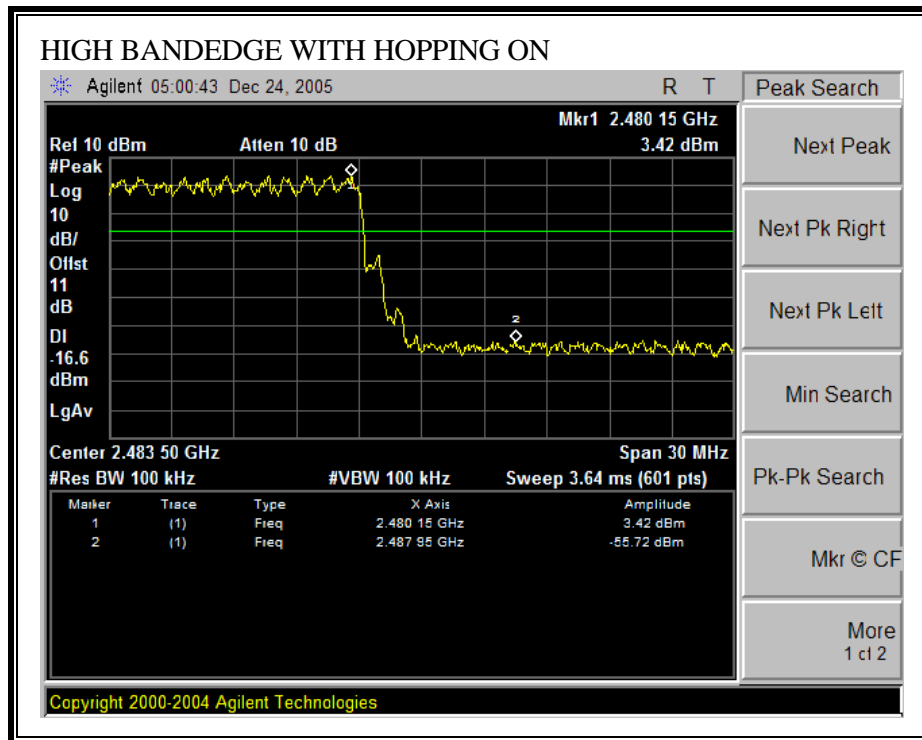 HIGH BANDEDGE WITH HOPPING ON
Agilent 05:00:43 Dec 24, 2005 R T
Peak Search
Mkr1 2.480 15 GHz
Ref 10 dBm Atten 10 dB 3.42 dBm
#Peak
Log
10
dB/
Offst
11
dB
DI
-16.6
dBm
LgAv
1
2
Center 2.483 50 GHz Span 30 MHz
#Res BW 100 kHz #VBW 100 kHz Sweep 3.64 ms (601 pts)
Marker Trace Type X Axis Amplitude
1 (1) Freq 2.480 15 GHz 3.42 dBm
2 (1) Freq 2.487 95 GHz -55.72 dBm
Next Peak
Next Pk Right
Next Pk Left
Min Search
Pk-Pk Search
Mkr © CF
More
1 of 2
Copyright 2000-2004 Agilent Technologies